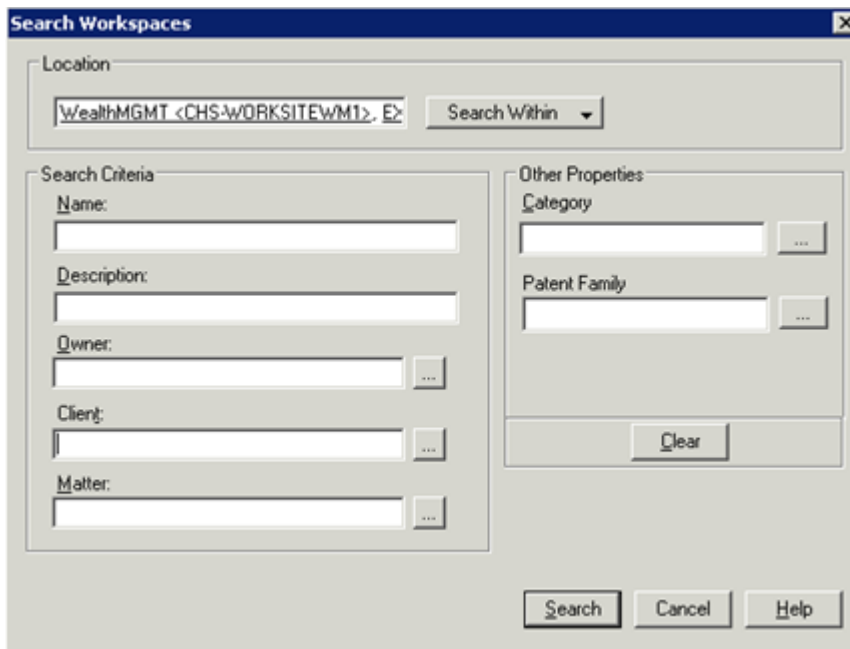 Search Workspaces
Location
WealthMGMT <CHS-WORKSITEWM1>, EX
Search Within
Search Criteria
Name:
Description:
Owner:
...
Client:
...
Matter:
...
Other Properties
Category
...
Patent Family
...
Clear
Search Cancel Help